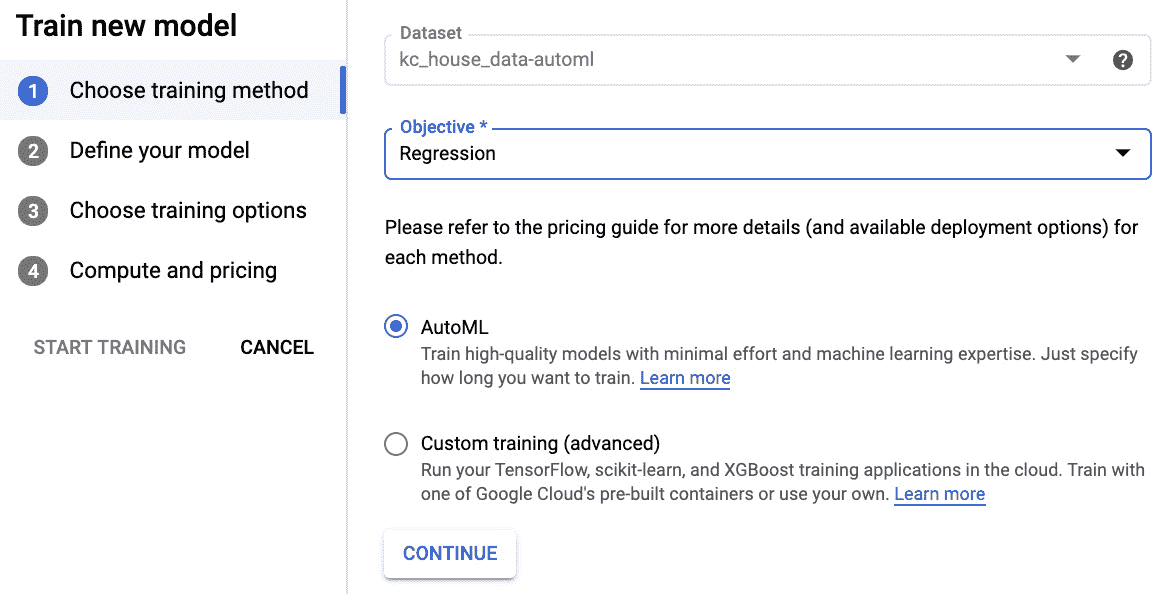 Train new model
1 Choose training method
2 Define your model
3 Choose training options
4 Compute and pricing
START TRAINING CANCEL
Dataset
kc_house_data-automl
?
Objective *
Regression
Please refer to the pricing guide for more details (and available deployment options) for
each method.
AutoML
Train high-quality models with minimal effort and machine learning expertise. Just specify
how long you want to train. Learn more
Custom training (advanced)
Run your TensorFlow, scikit-learn, and XGBoost training applications in the cloud. Train with
one of Google Cloud's pre-built containers or use your own. Learn more
CONTINUE